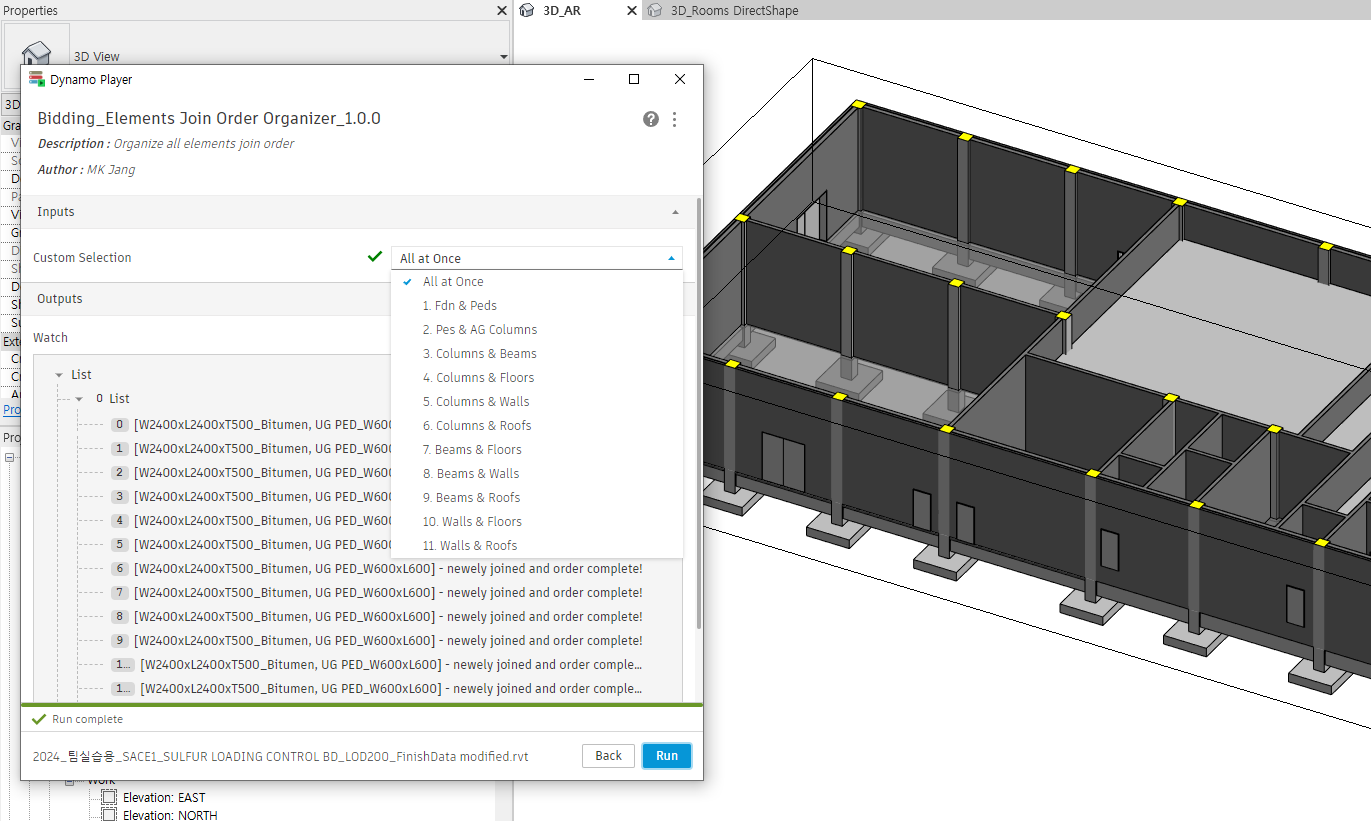 Properties
3D_AR
3D_Rooms DirectShape
3D View
Dynamo Player
3D
Gra
Bidding_Elements Join Order Organizer_1.0.0
Description : Organize all elements join order
Author : MK Jang
Inputs
Custom Selection
All at Once
All at Once
1. Fdn & Peds
2. Pes & AG Columns
3. Columns & Beams
4. Columns & Floors
5. Columns & Walls
6. Columns & Roofs
7. Beams & Floors
8. Beams & Walls
9. Beams & Roofs
10. Walls & Floors
11. Walls & Roofs
Outputs
Watch
List
0 List
0 [W2400xL2400xT500_Bitumen, UG PED_W600
1 [W2400xL2400xT500_Bitumen, UG PED_W600
2 [W2400xL2400xT500_Bitumen, UG PED_W600
3 [W2400xL2400xT500_Bitumen, UG PED_W600
4 [W2400xL2400xT500_Bitumen, UG PED_W600
5 [W2400xL2400xT500_Bitumen, UG PED_W600
6 [W2400xL2400xT500_Bitumen, UG PED_W600xL600] - newely joined and order complete!
7 [W2400xL2400xT500_Bitumen, UG PED_W600xL600] - newely joined and order complete!
8 [W2400xL2400xT500_Bitumen, UG PED_W600xL600] - newely joined and order complete!
9 [W2400xL2400xT500_Bitumen, UG PED_W600xL600] - newely joined and order complete!
1... [W2400xL2400xT500_Bitumen, UG PED_W600xL600] - newely joined and order comple...
1... [W2400xL2400xT500_Bitumen, UG PED_W600xL600] - newely joined and order comple...
Run complete
2024_팀실습용_SACE1_SULFUR LOADING CONTROL BD_LOD200_FinishData modified.rvt
Back
Run
Work
Elevation: EAST
Elevation: NORTH